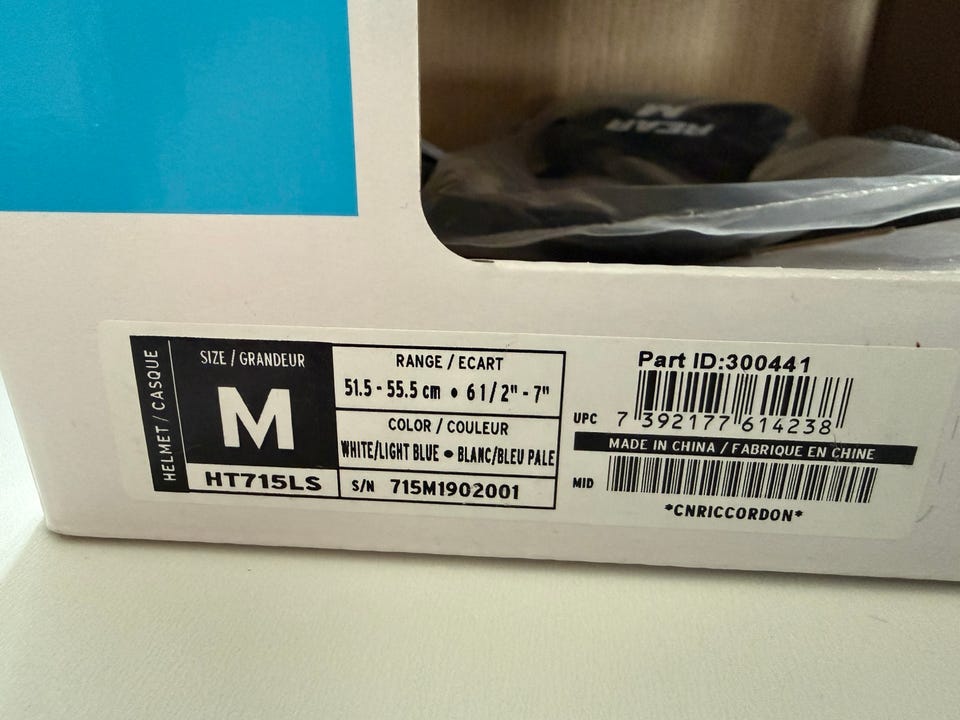 REAR
M
HELMET / CASQUE
SIZE / GRANDEUR
M
HT715LS
RANGE / ECART
51.5 - 55.5 cm • 6 1/2" - 7"
COLOR / COULEUR
WHITE/LIGHT BLUE • BLANC/BLEU PALE
S/N 715M1902001
Part ID:300441
UPC 7 392177 614238
MADE IN CHINA / FABRIQUE EN CHINE
MID
*CNRICCORDON*